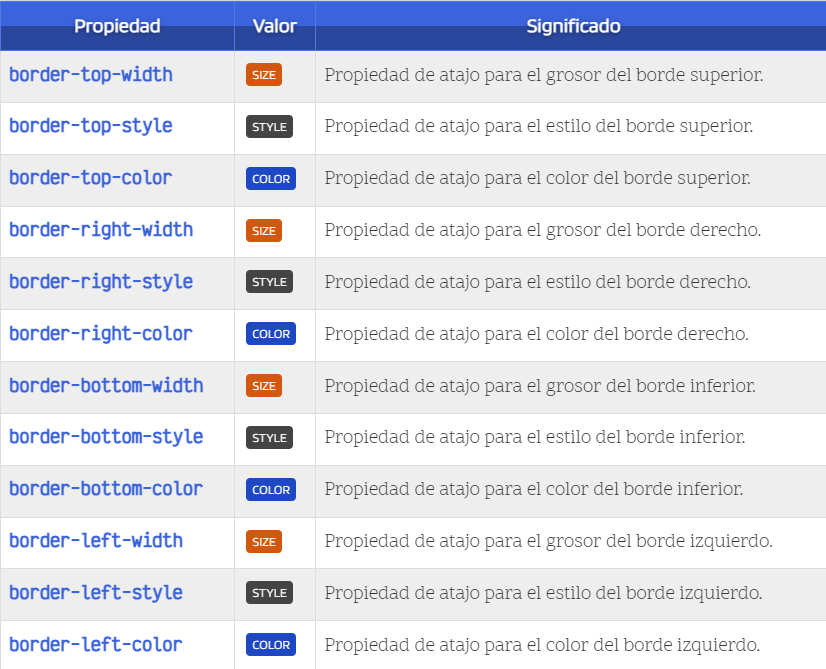 Propiedad Valor Significado
border-top-width SIZE Propiedad de atajo para el grosor del borde superior.
border-top-style STYLE Propiedad de atajo para el estilo del borde superior.
border-top-color COLOR Propiedad de atajo para el color del borde superior.
border-right-width SIZE Propiedad de atajo para el grosor del borde derecho.
border-right-style STYLE Propiedad de atajo para el estilo del borde derecho.
border-right-color COLOR Propiedad de atajo para el color del borde derecho.
border-bottom-width SIZE Propiedad de atajo para el grosor del borde inferior.
border-bottom-style STYLE Propiedad de atajo para el estilo del borde inferior.
border-bottom-color COLOR Propiedad de atajo para el color del borde inferior.
border-left-width SIZE Propiedad de atajo para el grosor del borde izquierdo.
border-left-style STYLE Propiedad de atajo para el estilo del borde izquierdo.
border-left-color COLOR Propiedad de atajo para el color del borde izquierdo.